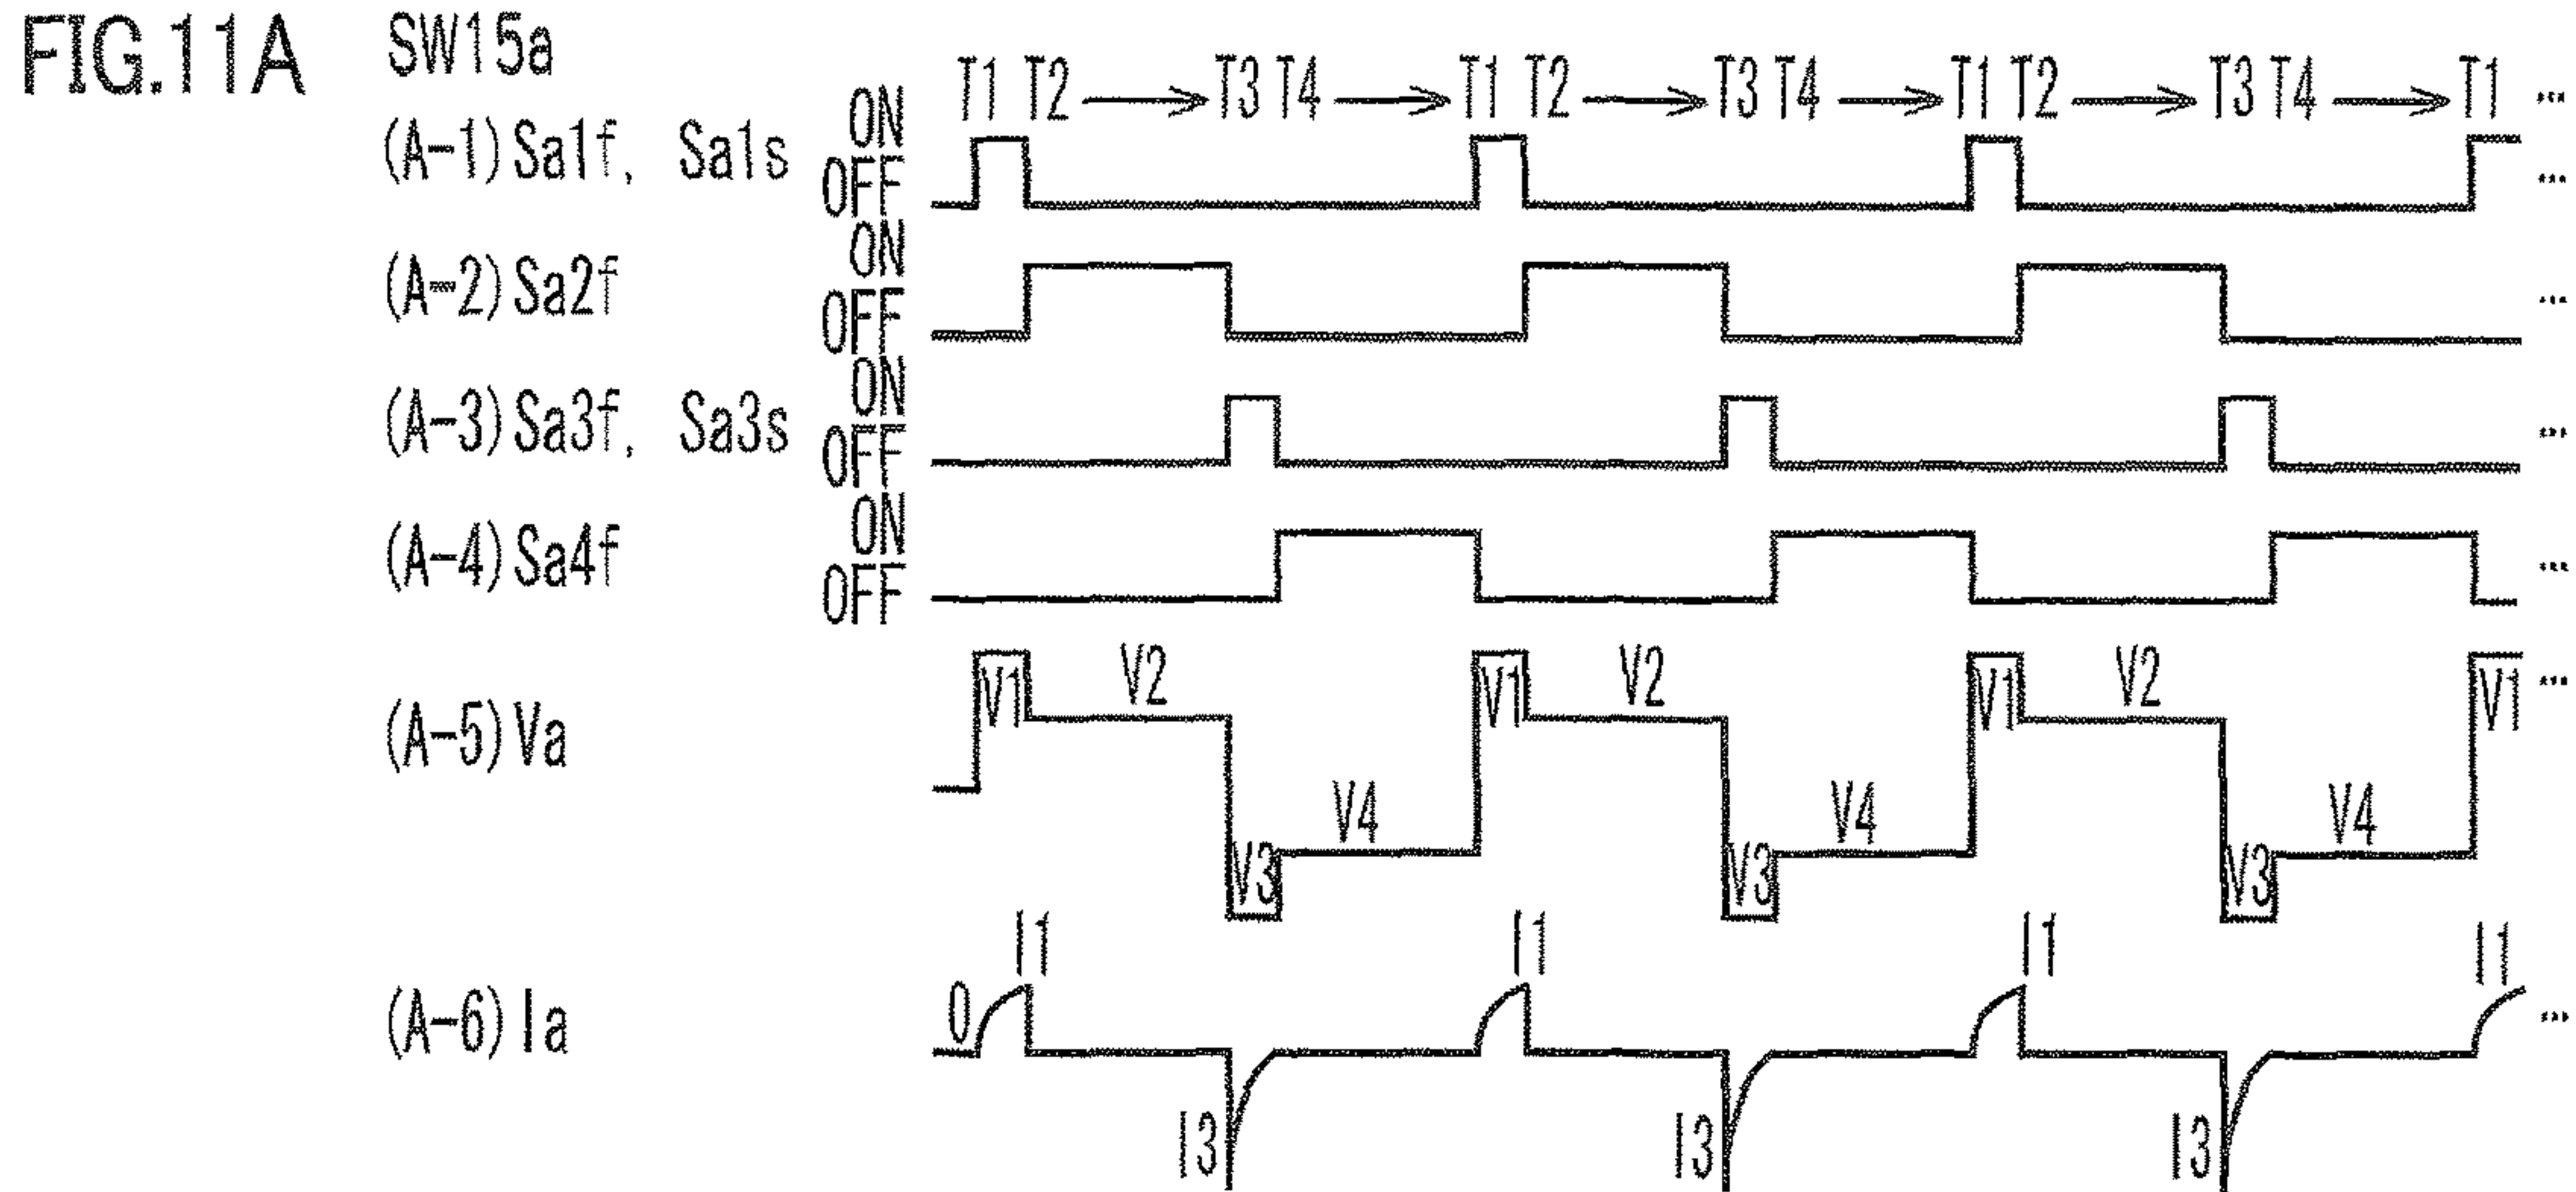 FIG.11A SW15a
T1 T2 T3 T4 T1 T2 T3 T4 T1 T2 T3 T4 T1 ...
(A-1) Sa1f, Sa1s ON OFF ...
(A-2) Sa2f ON OFF ...
(A-3) Sa3f, Sa3s ON OFF ...
(A-4) Sa4f ON OFF ...
(A-5) Va V1 V2 V3 V4 V1 V2 V3 V4 V1 V2 V3 V4 V1 ...
(A-6) Ia 0 I1 I3 I1 I3 I1 I3 I1 ...